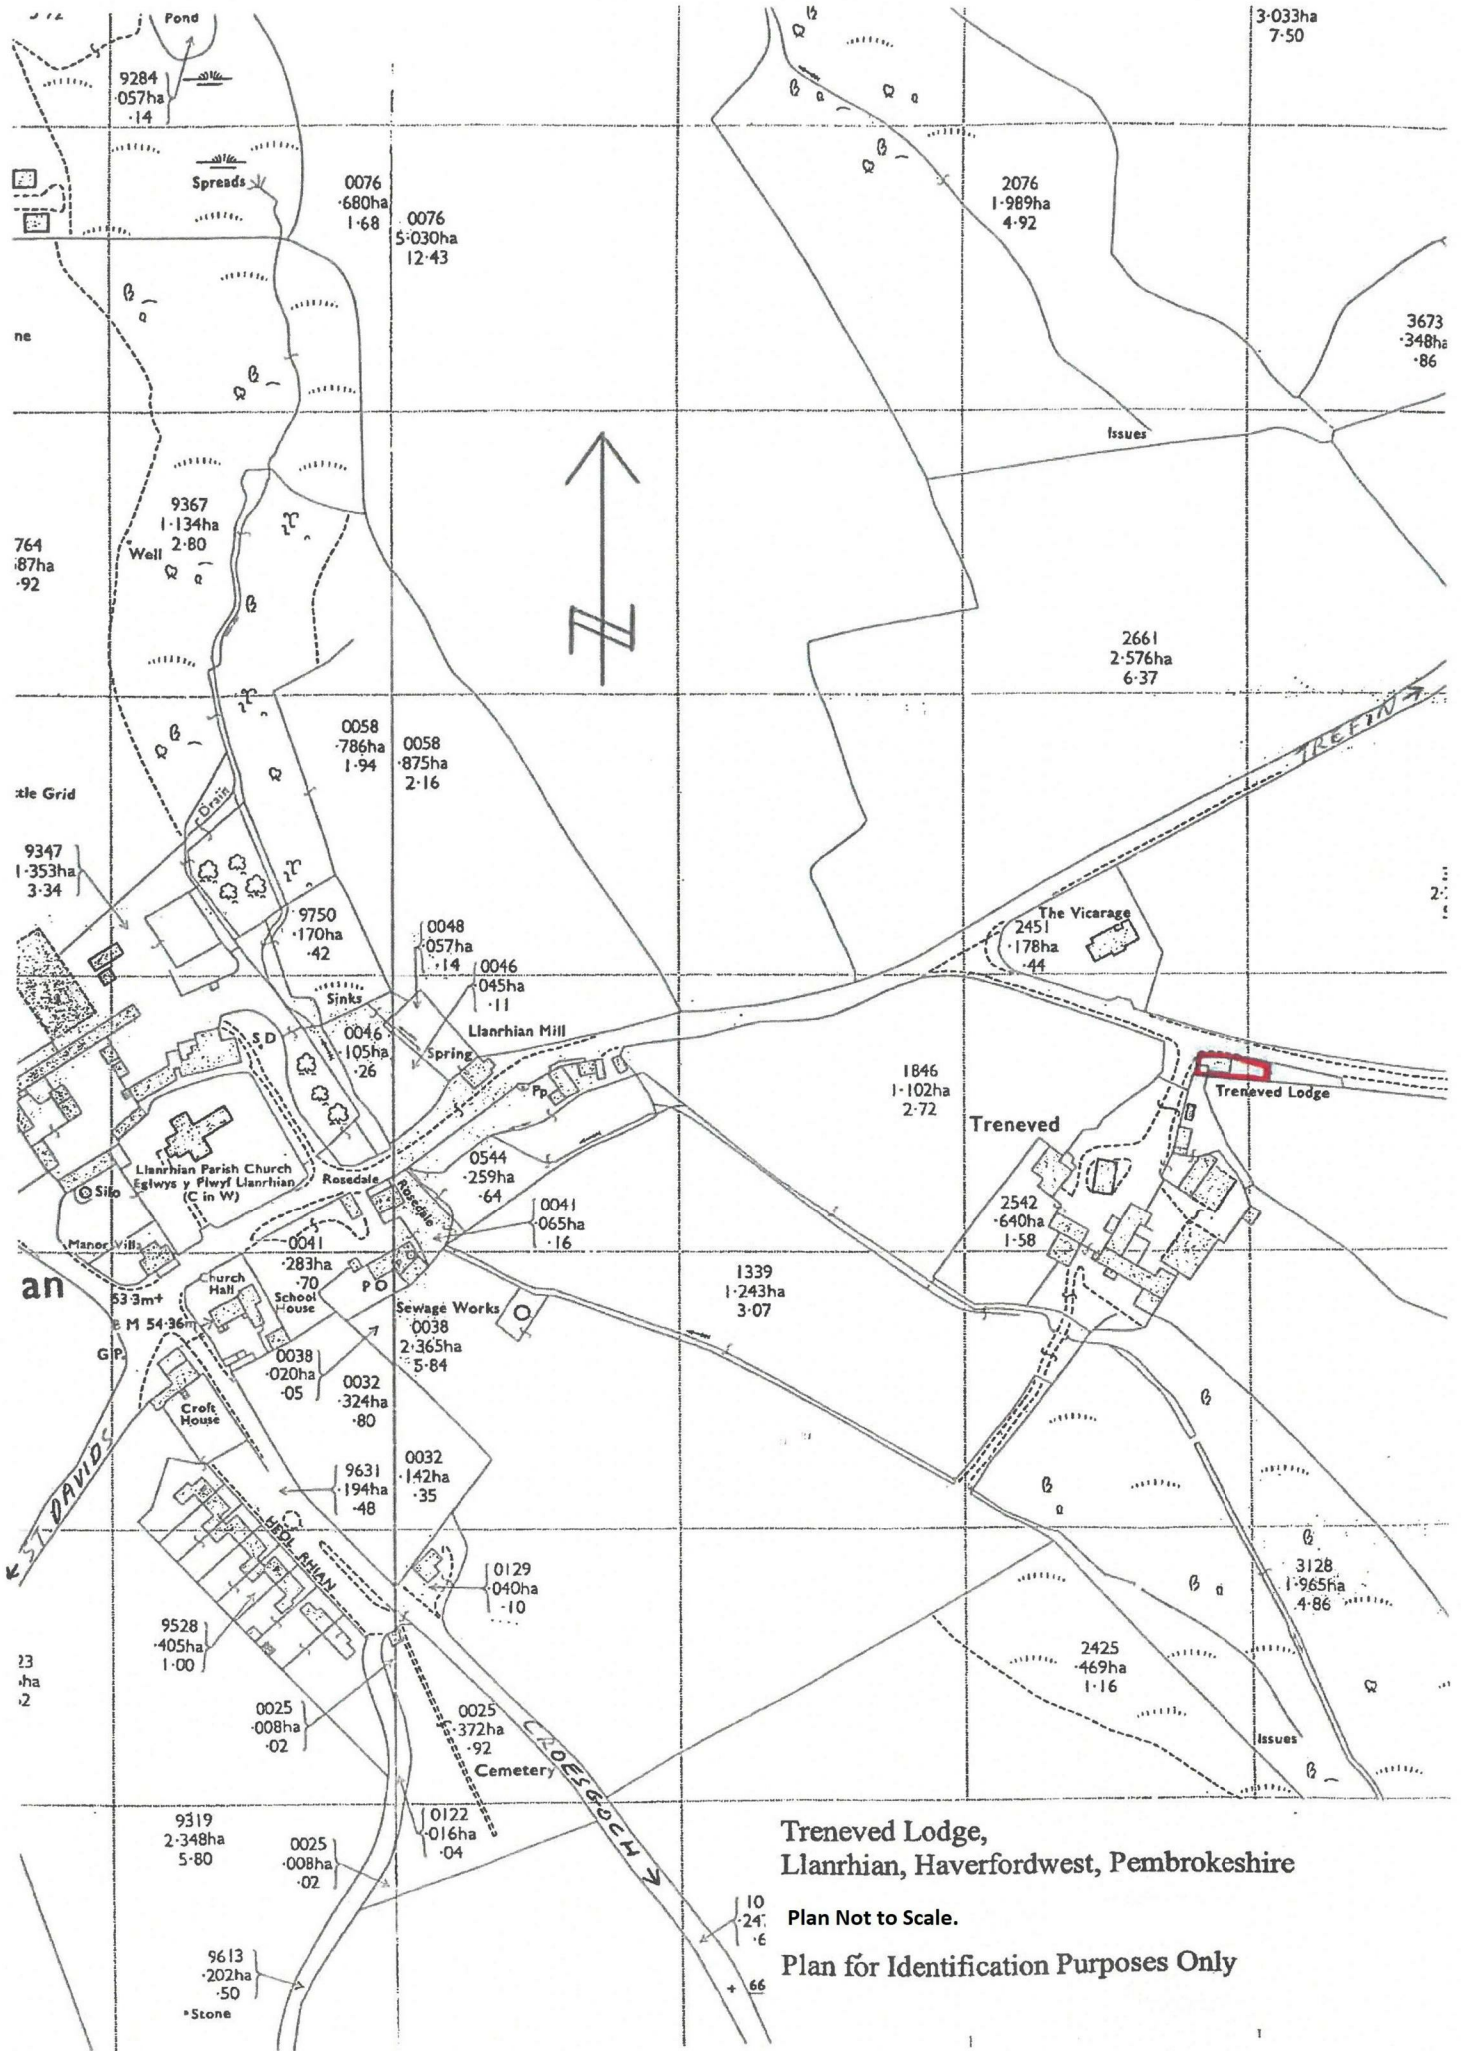 Pond
3·033ha
7·50
9284
·057ha
·14
Spreads
0076
·680ha
1·68
0076
5·030ha
12·43
2076
1·989ha
4·92
ne
3673
·348ha
·86
Issues
9367
1·134ha
2·80
Well
764
·92
2661
2·576ha
6·37
TREFIN
0058
·786ha
1·94
0058
·875ha
2·16
tle Grid
Drain
9347
1·353ha
3·34
9750
·170ha
·42
0048
·057ha
·14
The Vicarage
2451
·178ha
·44
0046
·045ha
·11
Sinks
Llanrhian Mill
S D
0046
·105ha
·26
Spring
Pp
1846
1·102ha
2·72
Treneved Lodge
Treneved
Llanrhian Parish Church
Eglwys y Plwyf Llanrhian
(C in W)
Silo
Rosedale
Rosedale
0544
·259ha
·64
0041
·065ha
·16
2542
·640ha
1·58
Manor Villa
0041
·283ha
·70
an
53·3m+
Church
Hall
School
House
P O
B M 54·36m
Sewage Works
0038
2·365ha
5·84
1339
1·243ha
3·07
G P
0038
·020ha
·05
0032
·324ha
·80
Croft
House
ST. DAVIDS
9631
·194ha
·48
0032
·142ha
·35
HEOL RHIAN
0129
·040ha
·10
3128
1·965ha
4·86
9528
·405ha
1·00
2425
·469ha
1·16
23
0025
·008ha
·02
0025
·372ha
·92
Cemetery
CROESGOCH
Issues
9319
2·348ha
5·80
0122
·016ha
·04
0025
·008ha
·02
Treneved Lodge,
Llanrhian, Haverfordwest, Pembrokeshire
10
Plan Not to Scale.
9613
·202ha
·50
Plan for Identification Purposes Only
+ 66
Stone